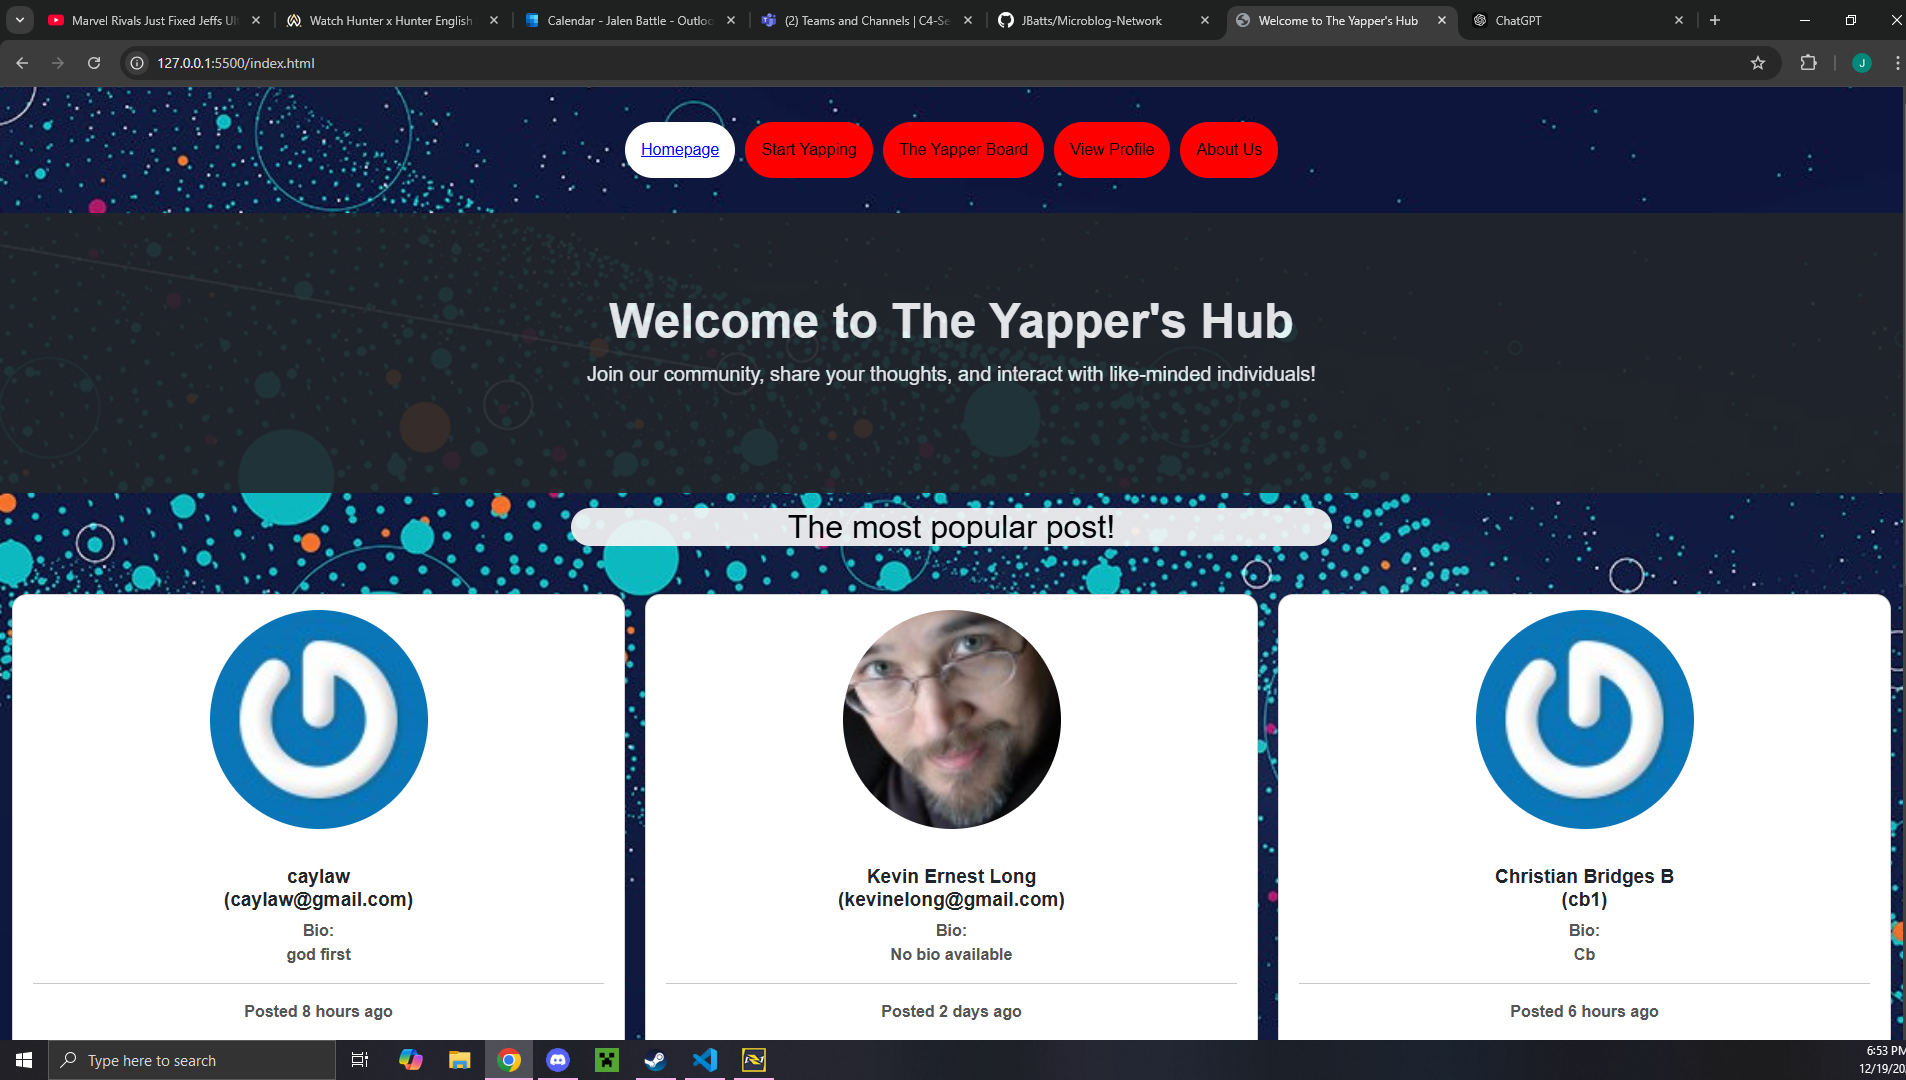 Marvel Rivals Just Fixed Jeffs Ul
Watch Hunter x Hunter English
Calendar - Jalen Battle - Outloo
(2) Teams and Channels | C4-Se
JBatts/Microblog-Network
Welcome to The Yapper's Hub
ChatGPT
127.0.0.1:5500/index.html
J
Homepage
Start Yapping
The Yapper Board
View Profile
About Us
Welcome to The Yapper's Hub
Join our community, share your thoughts, and interact with like-minded individuals!
The most popular post!
caylaw
(caylaw@gmail.com)
Bio:
god first
Posted 8 hours ago
Kevin Ernest Long
(kevinelong@gmail.com)
Bio:
No bio available
Posted 2 days ago
Christian Bridges B
(cb1)
Bio:
Cb
Posted 6 hours ago
Type here to search
6:53 PM
12/19/20